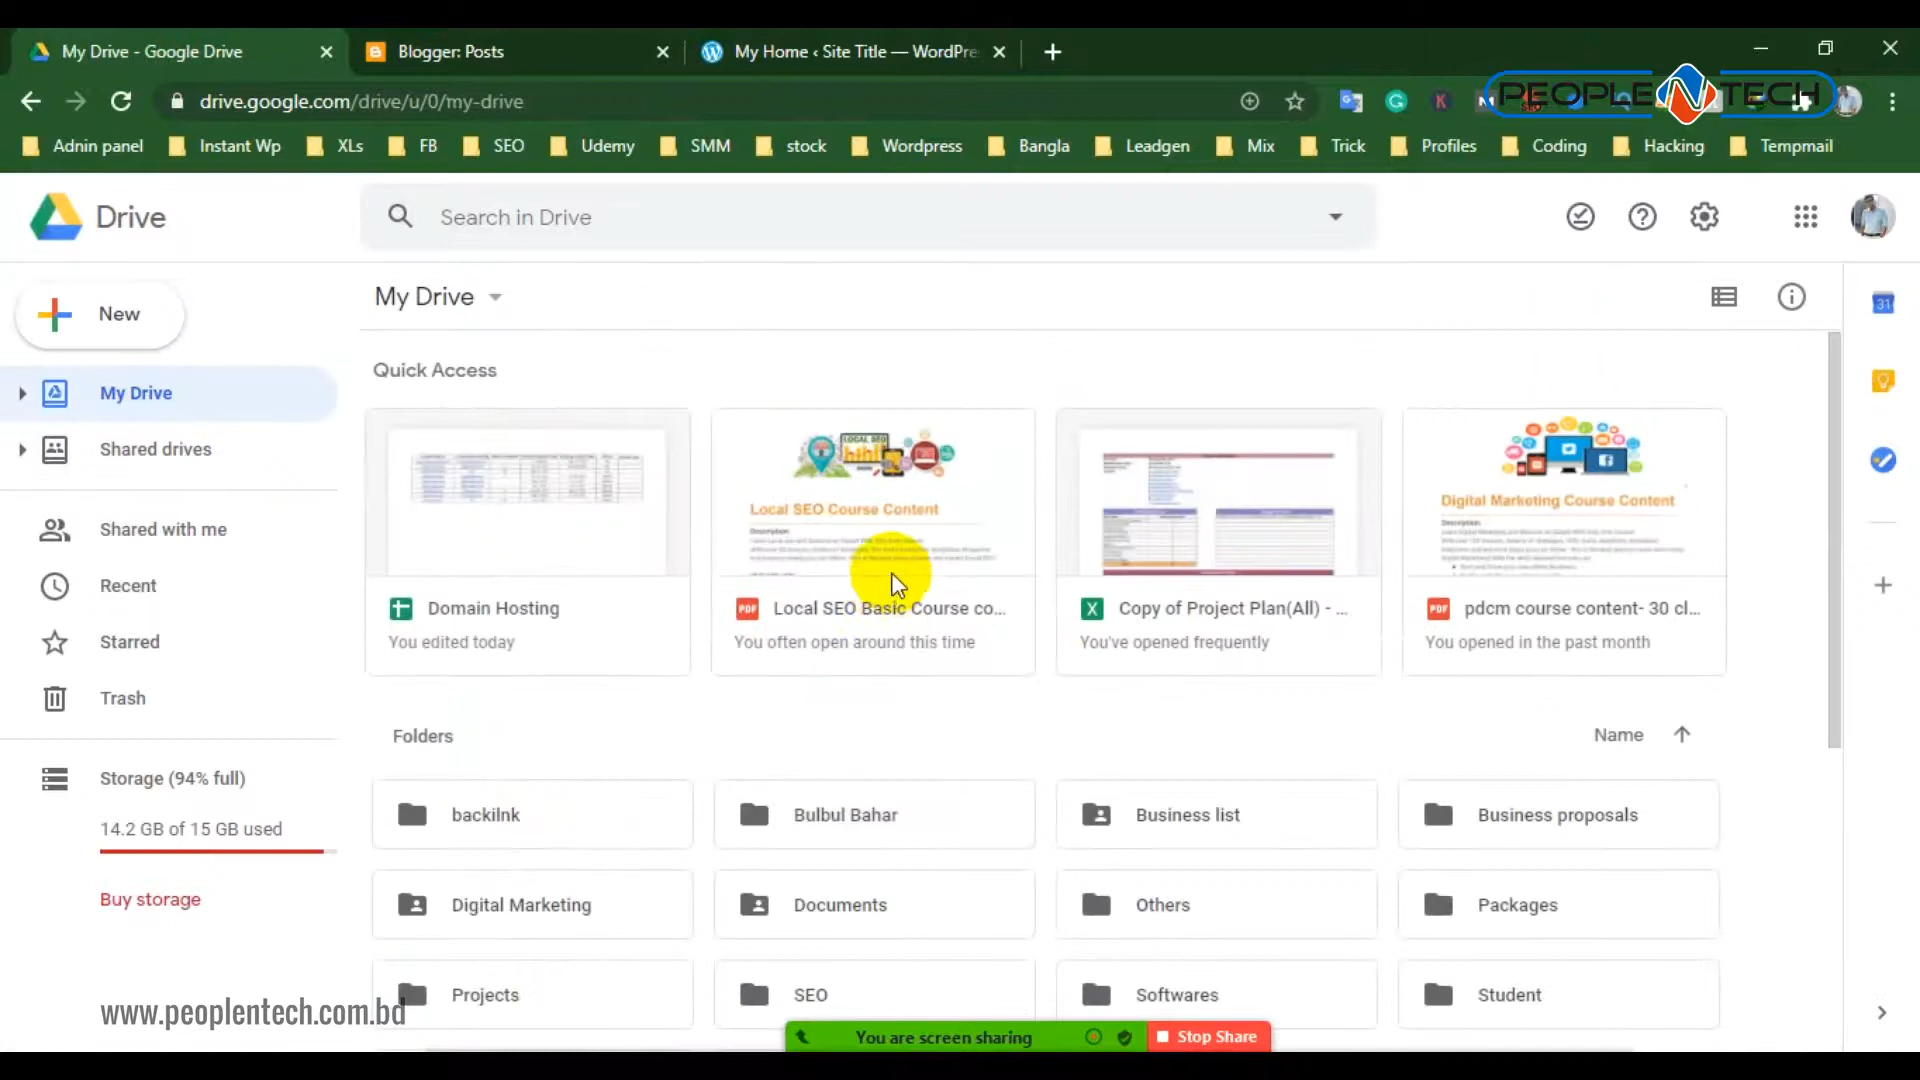 My Drive - Google Drive
Blogger: Posts
My Home ‹ Site Title — WordPre
drive.google.com/drive/u/0/my-drive
PEOPLE N TECH
Adnin panel
Instant Wp
XLs
FB
SEO
Udemy
SMM
stock
Wordpress
Bangla
Leadgen
Mix
Trick
Profiles
Coding
Hacking
Tempmail
Drive
Search in Drive
New
My Drive
31
Quick Access
My Drive
Shared drives
Shared with me
Recent
Starred
Trash
Storage (94% full)
14.2 GB of 15 GB used
Buy storage
LOCAL SEO
Local SEO Course Content
Description
Digital Marketing Course Content
Description
Domain Hosting
You edited today
PDF
Local SEO Basic Course co...
You often open around this time
X
Copy of Project Plan(All) - ...
You've opened frequently
PDF
pdcm course content- 30 cl...
You opened in the past month
Folders
Name
backilnk
Bulbul Bahar
Business list
Business proposals
Digital Marketing
Documents
Others
Packages
Projects
SEO
Softwares
Student
www.peoplentech.com.bd
You are screen sharing
Stop Share